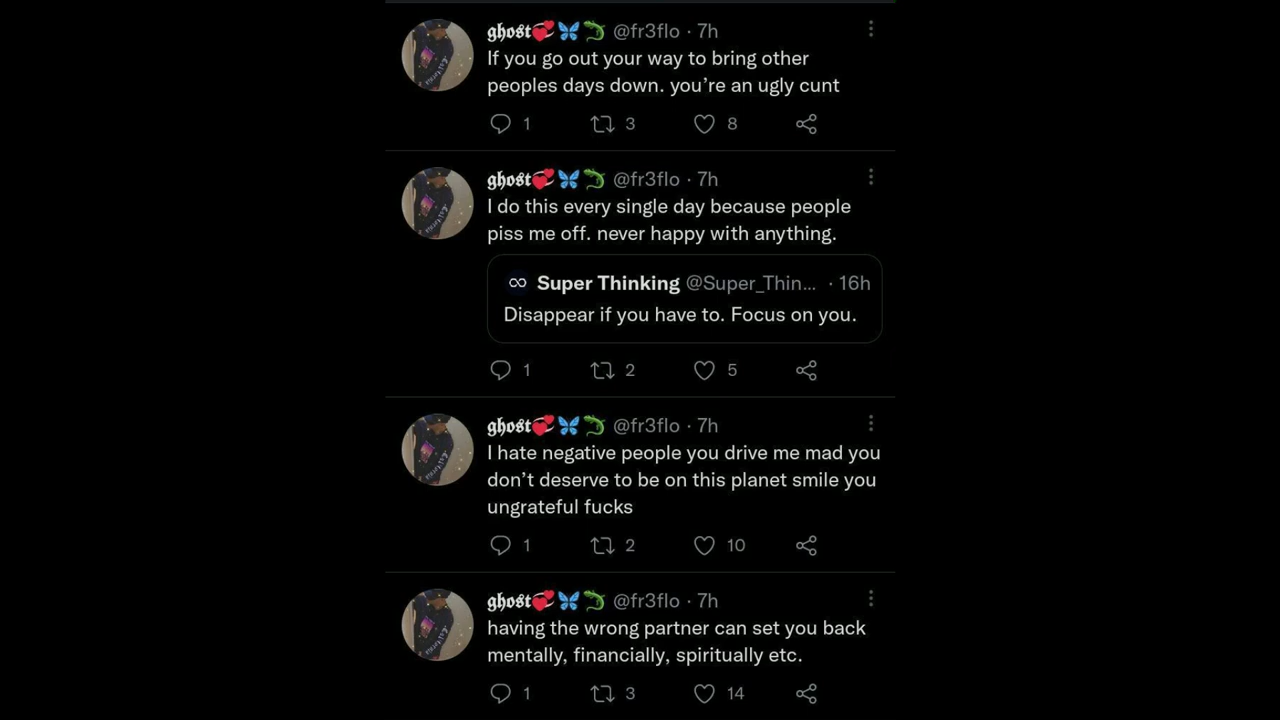 ghost💞🦋🦎 @fr3flo · 7h
If you go out your way to bring other
peoples days down. you’re an ugly cunt
1 3 8
ghost💞🦋🦎 @fr3flo · 7h
I do this every single day because people
piss me off. never happy with anything.
Super Thinking @Super_Thin... · 16h
Disappear if you have to. Focus on you.
1 2 5
ghost💞🦋🦎 @fr3flo · 7h
I hate negative people you drive me mad you
don’t deserve to be on this planet smile you
ungrateful fucks
1 2 10
ghost💞🦋🦎 @fr3flo · 7h
having the wrong partner can set you back
mentally, financially, spiritually etc.
1 3 14